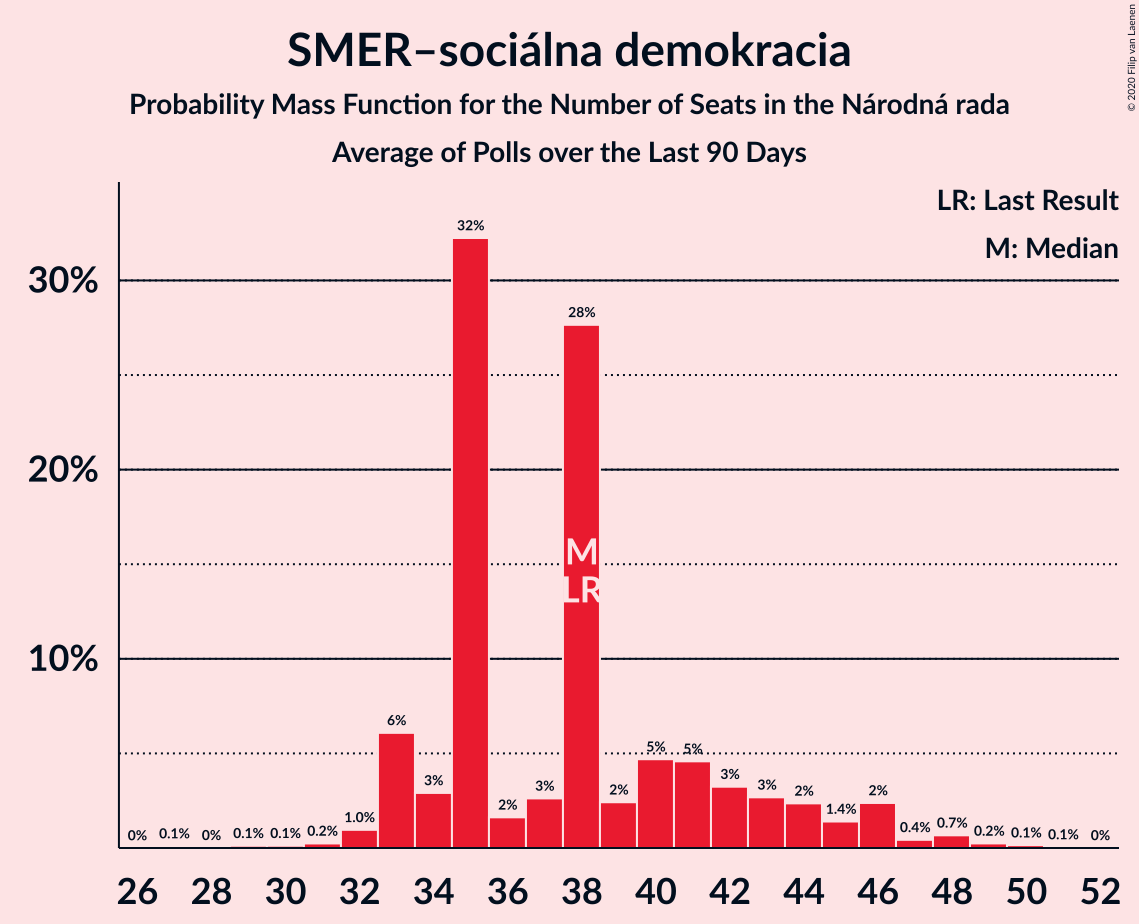 SMER–sociálna demokracia
Probability Mass Function for the Number of Seats in the Národná rada
Average of Polls over the Last 90 Days
© 2020 Filip van Laenen
LR: Last Result
M: Median
30%
20%
10%
0% 0.1% 0% 0.1% 0.1% 0.2% 1.0% 6% 3% 32% 2% 3% 28% 2% 5% 5% 3% 3% 2% 1.4% 2% 0.4% 0.7% 0.2% 0.1% 0.1% 0%
M
LR
26 28 30 32 34 36 38 40 42 44 46 48 50 52